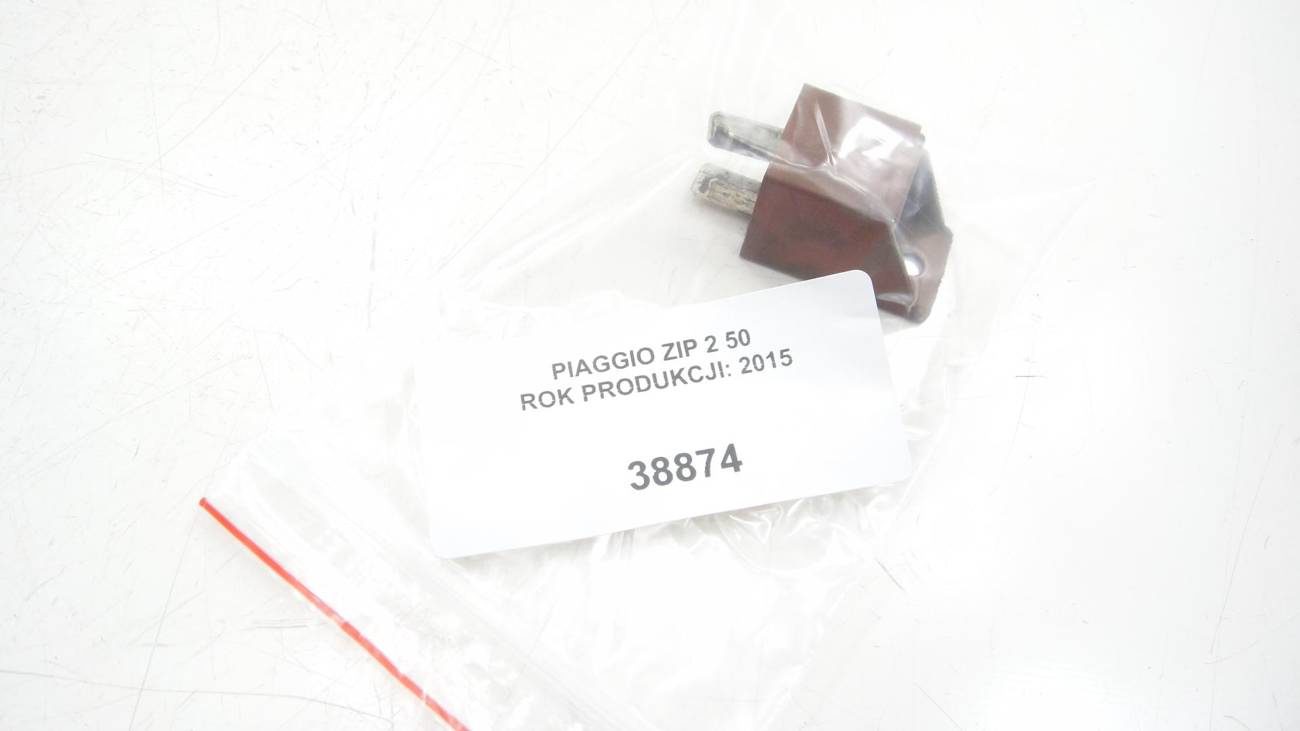 PIAGGIO ZIP 2 50
ROK PRODUKCJI: 2015
38874